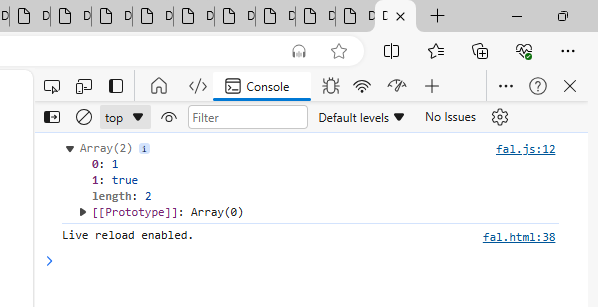 D D D D D D D D D D D
Console
top Filter Default levels No Issues
Array(2) i fal.js:12
0: 1
1: true
length: 2
[[Prototype]]: Array(0)
Live reload enabled. fal.html:38